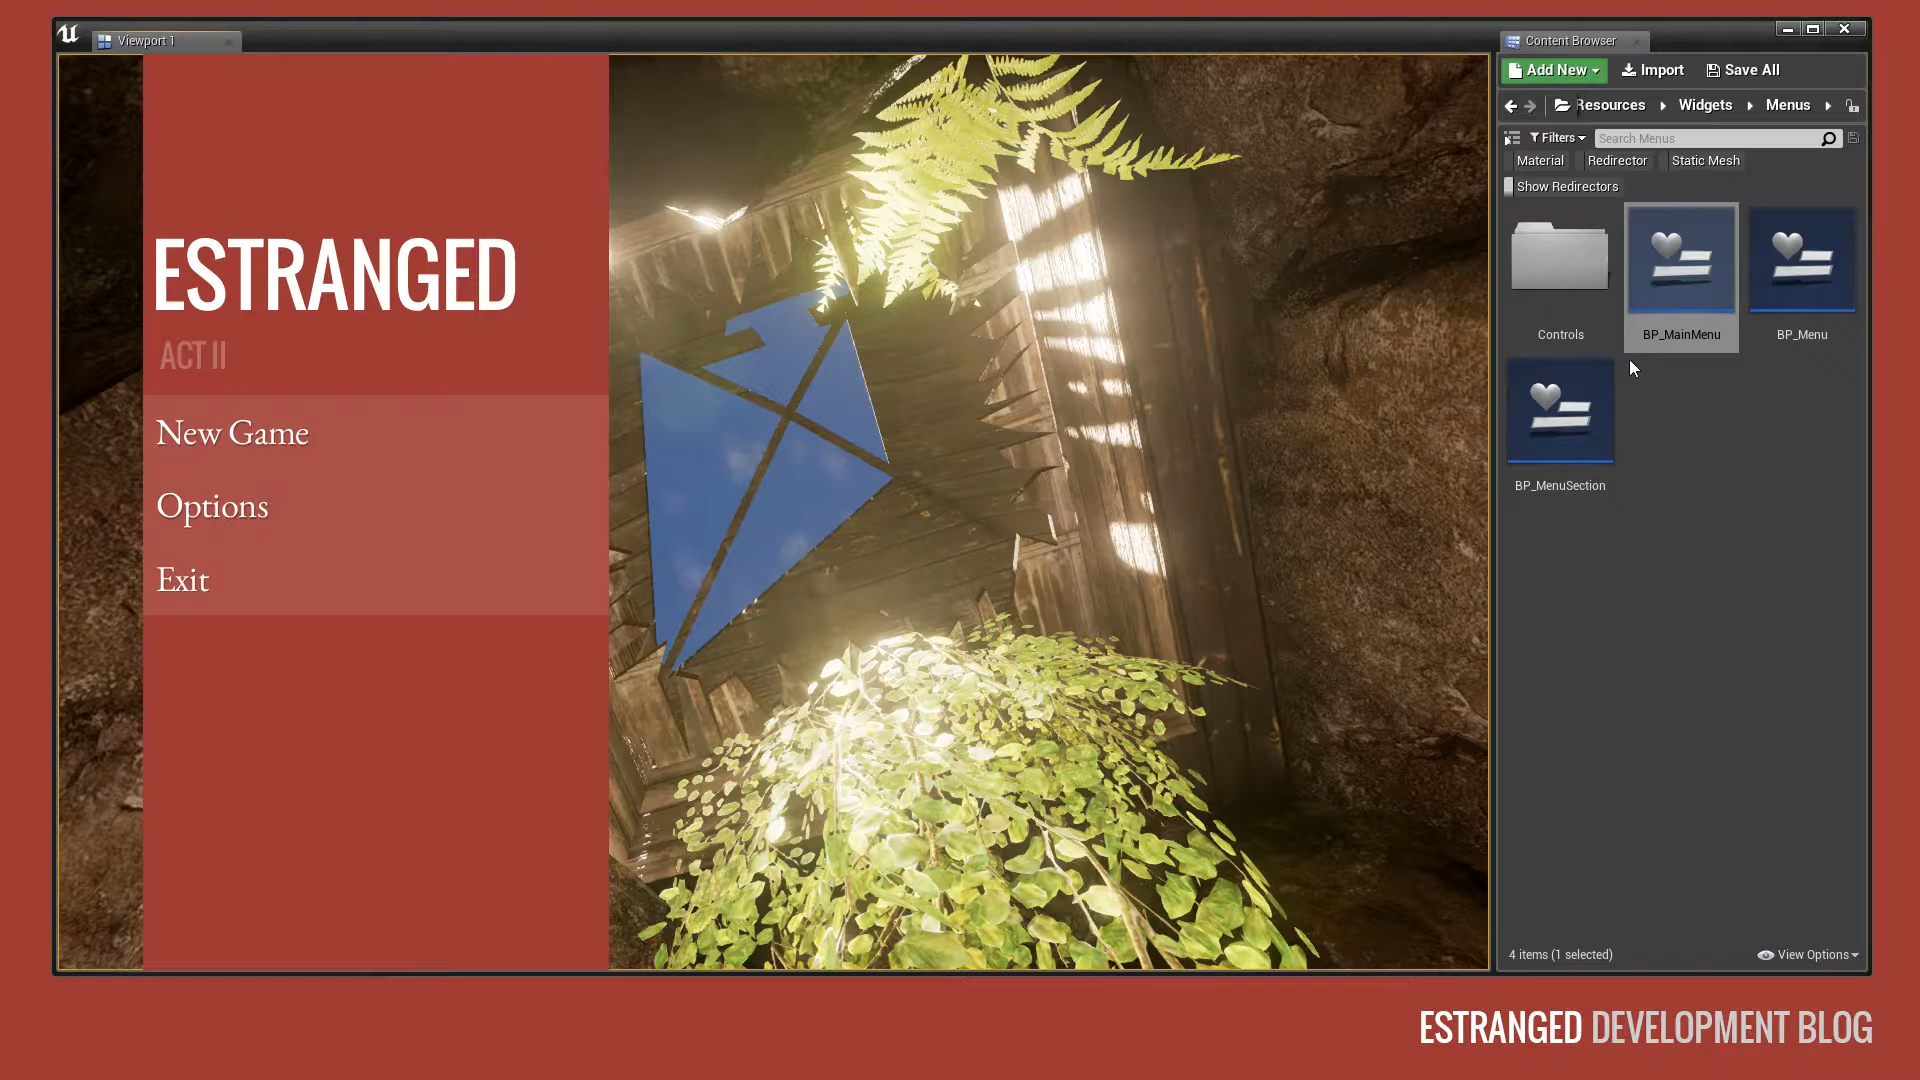 Viewport 1
ESTRANGED
ACT II
New Game
Options
Exit
Content Browser
Add New
Import
Save All
Resources
Widgets
Menus
Filters
Search Menus
Material
Redirector
Static Mesh
Show Redirectors
Controls
BP_MainMenu
BP_Menu
BP_MenuSection
4 items (1 selected)
View Options
ESTRANGED DEVELOPMENT BLOG